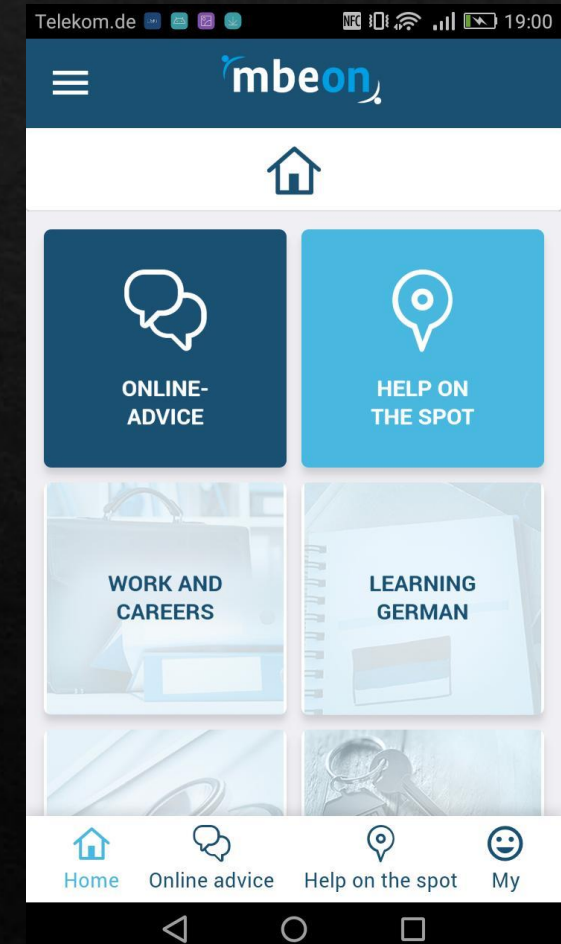 Telekom.de NFC 19:00
mbeon
ONLINE-
ADVICE
HELP ON
THE SPOT
WORK AND
CAREERS
LEARNING
GERMAN
Home Online advice Help on the spot My